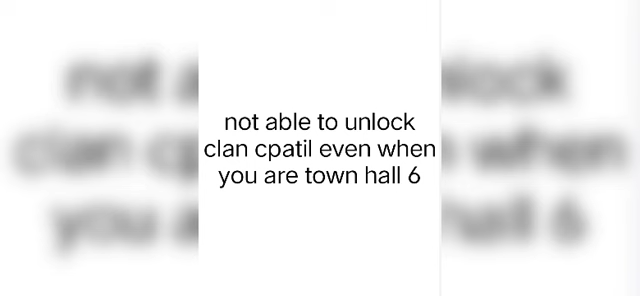 not able to unlock
clan cpatil even when
you are town hall 6